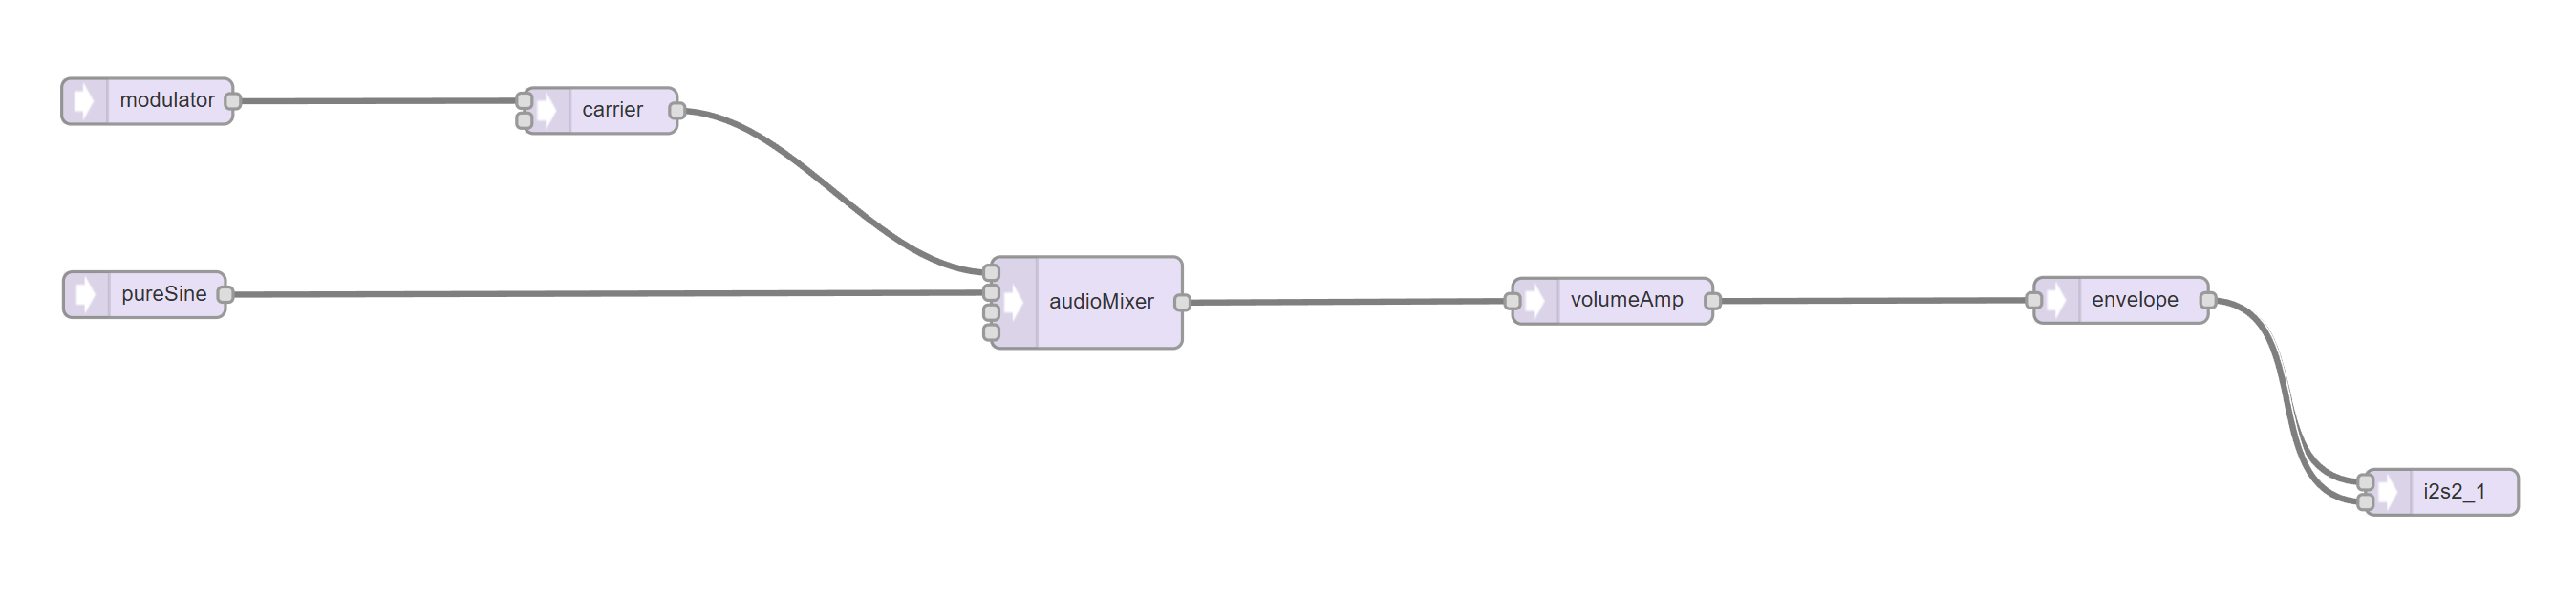 modulator
carrier
pureSine
audioMixer
volumeAmp
envelope
i2s2_1